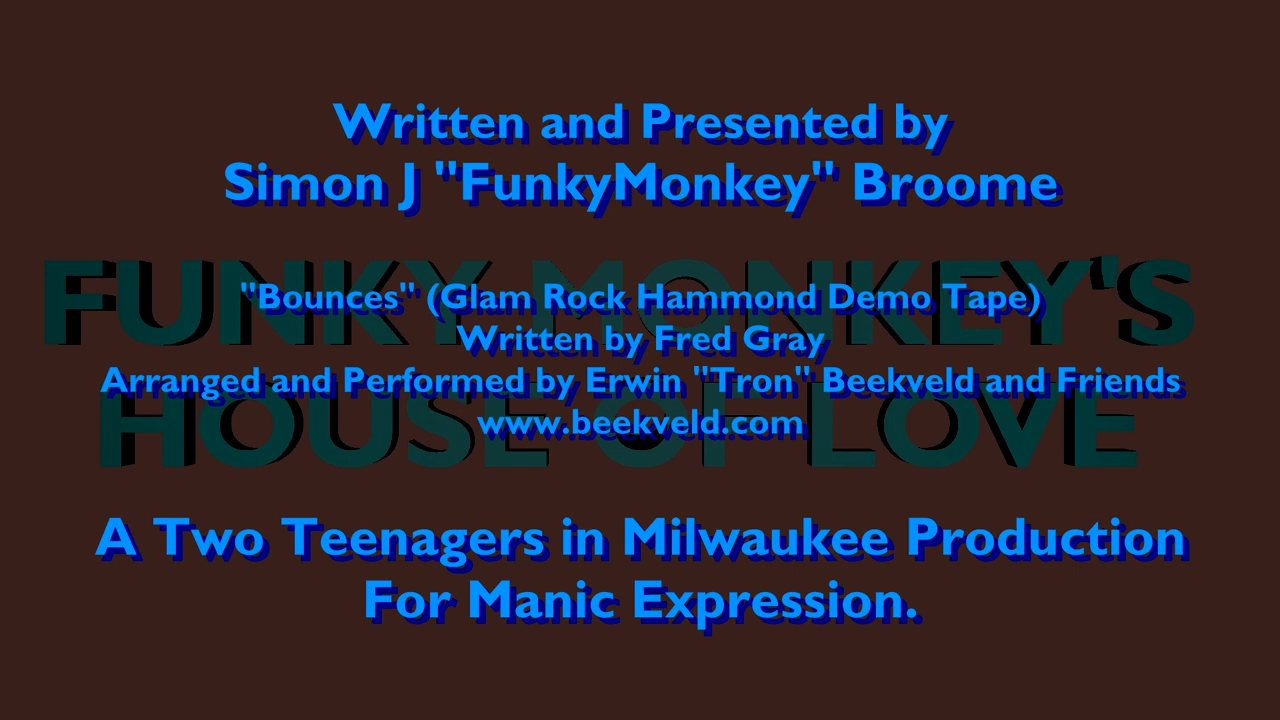 Written and Presented by
Simon J "FunkyMonkey" Broome
FUNKY MONKEY'S
"Bounces" (Glam Rock Hammond Demo Tape)
Written by Fred Gray
Arranged and Performed by Erwin "Tron" Beekveld and Friends
HOUSE OF LOVE
www.beekveld.com
A Two Teenagers in Milwaukee Production
For Manic Expression.